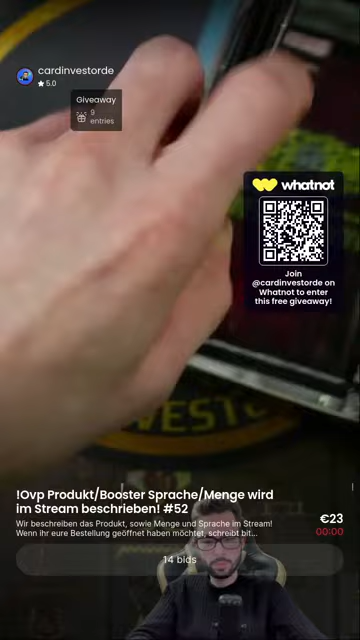 cardinvestorde
★ 5,0
Giveaway
9
entries
whatnot
Join
@cardinvestorde on
Whatnot to enter
this free giveaway!
VEST
!Ovp Produkt/Booster Sprache/Menge wird
im Stream beschrieben! #52
€23
Wir beschreiben das Produkt, sowie Menge und Sprache im Stream!
00:00
Wenn ihr eure Bestellung geöffnet haben möchtet, schreibt bit...
14 bids